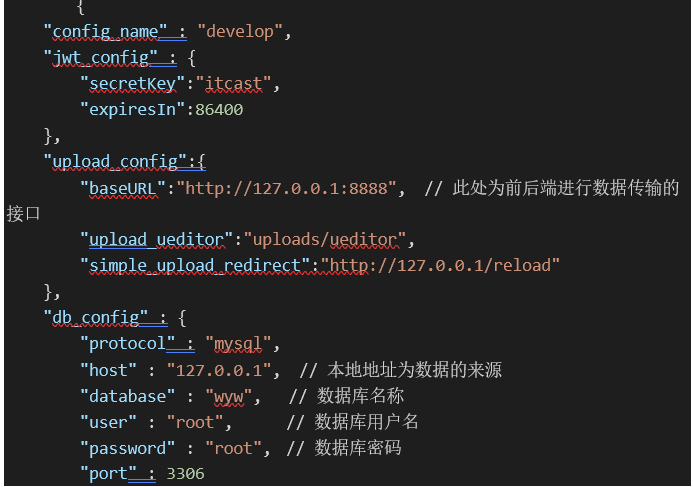 {
"config_name" : "develop",
"jwt_config" : {
"secretKey":"itcast",
"expiresIn":86400
},
"upload_config":{
"baseURL":"http://127.0.0.1:8888",  // 此处为前后端进行数据传输的
接口
"upload_ueditor":"uploads/ueditor",
"simple_upload_redirect":"http://127.0.0.1/reload"
},
"db_config" : {
"protocol" : "mysql",
"host" : "127.0.0.1",  // 本地地址为数据的来源
"database" : "wyw",   // 数据库名称
"user" : "root",     // 数据库用户名
"password" : "root",  // 数据库密码
"port" : 3306